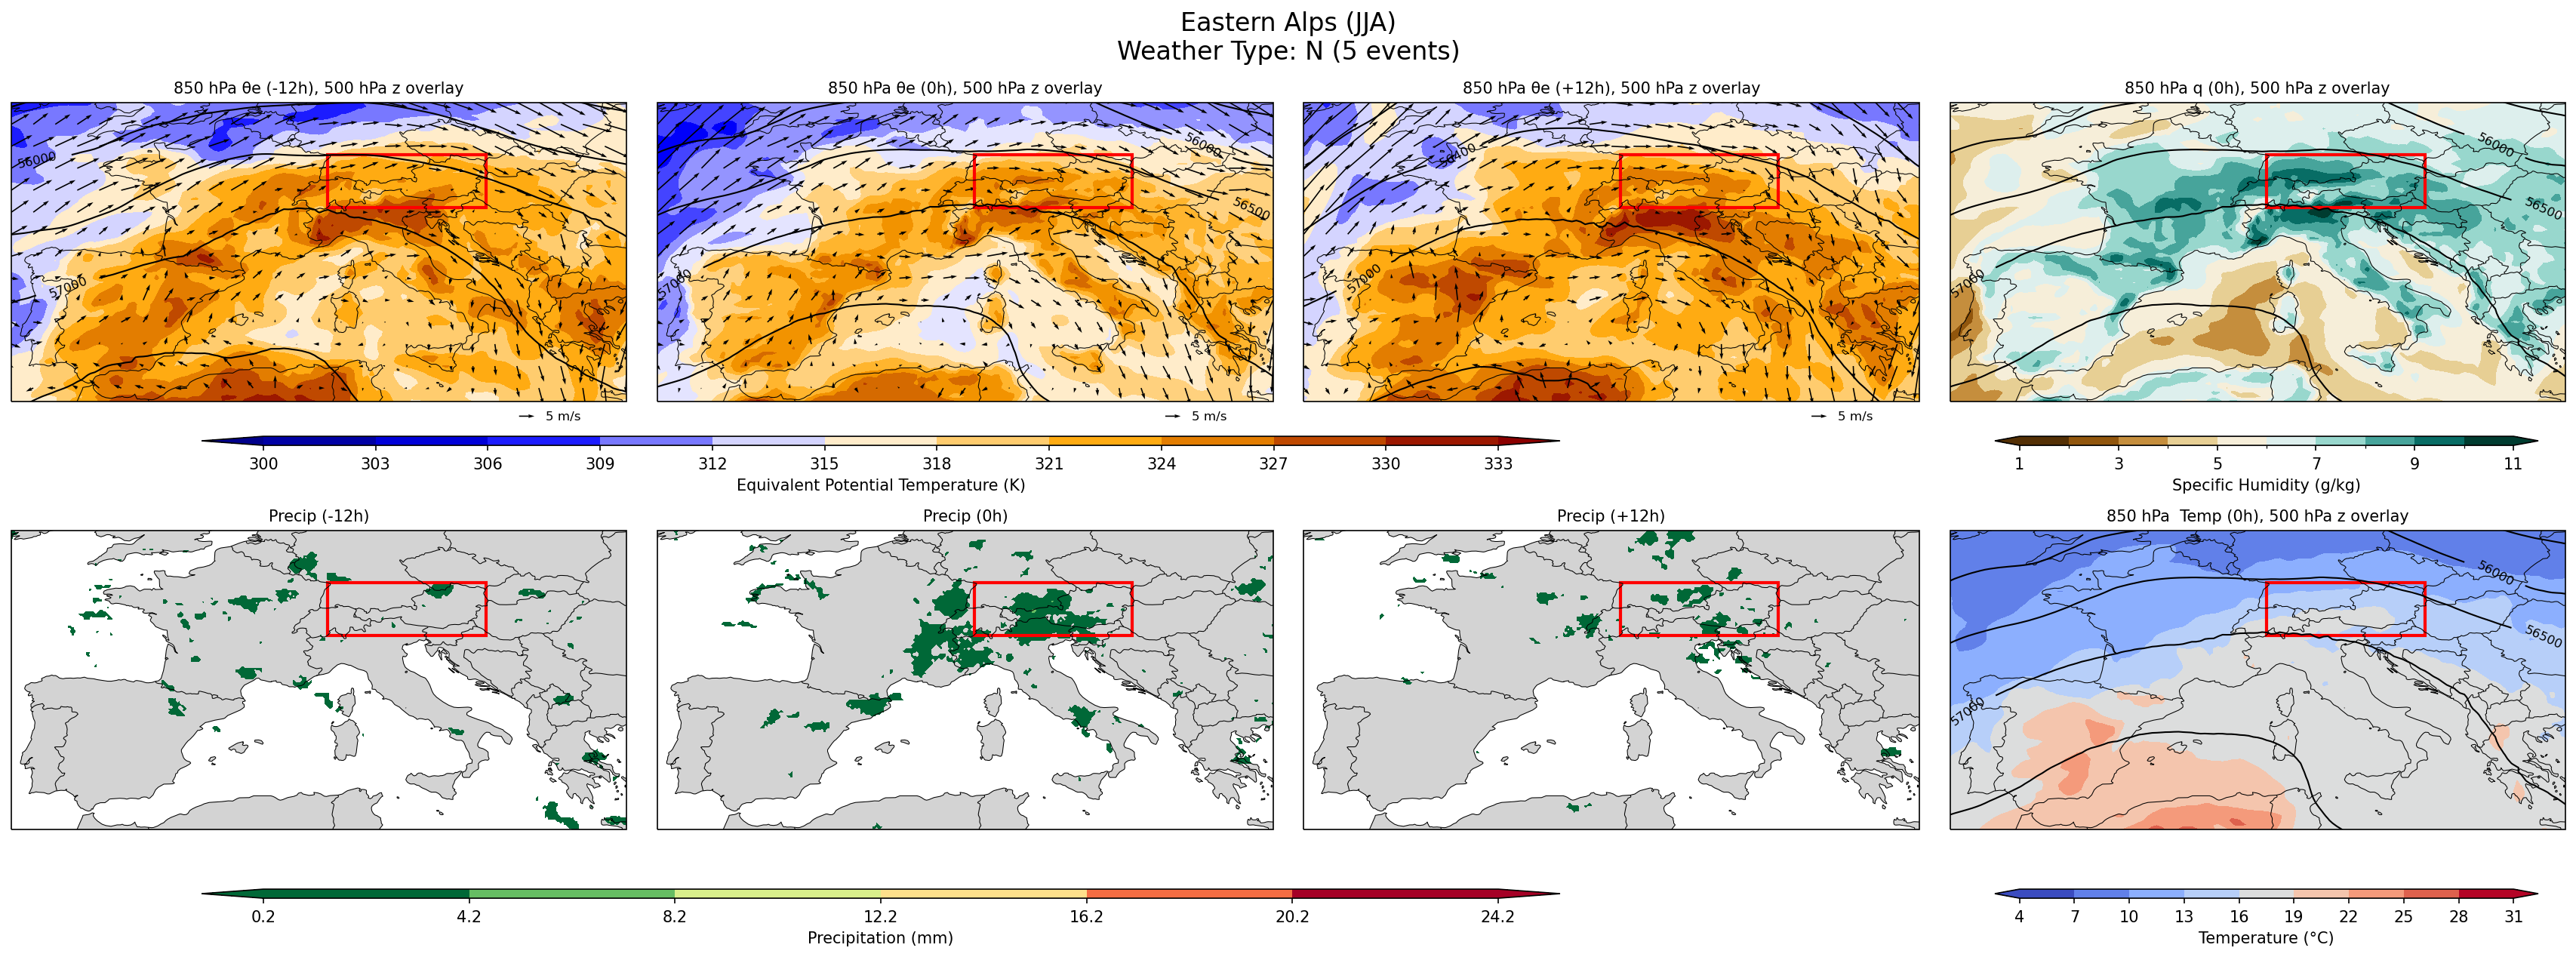 Eastern Alps (JJA)
Weather Type: N (5 events)
850 hPa θe (-12h), 500 hPa z overlay
850 hPa θe (0h), 500 hPa z overlay
850 hPa θe (+12h), 500 hPa z overlay
850 hPa q (0h), 500 hPa z overlay
56000
57000
56000
56500
57000
56400
57000
56000
56500
57000
5 m/s
5 m/s
5 m/s
300 303 306 309 312 315 318 321 324 327 330 333
Equivalent Potential Temperature (K)
1 3 5 7 9 11
Specific Humidity (g/kg)
Precip (-12h)
Precip (0h)
Precip (+12h)
850 hPa  Temp (0h), 500 hPa z overlay
56000
56500
57000
0.2 4.2 8.2 12.2 16.2 20.2 24.2
Precipitation (mm)
4 7 10 13 16 19 22 25 28 31
Temperature (°C)